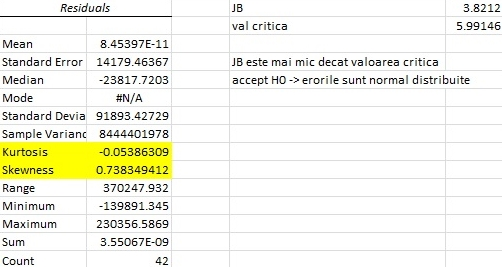 Residuals JB 3.8212
val critica 5.99146
Mean 8.45397E-11
Standard Error 14179.46367 JB este mai mic decat valoarea critica
Median -23817.7203 accept H0 -> erorile sunt normal distribuite
Mode #N/A
Standard Devia 91893.42729
Sample Varianc 8444401978
Kurtosis -0.05386309
Skewness 0.738349412
Range 370247.932
Minimum -139891.345
Maximum 230356.5869
Sum 3.55067E-09
Count 42